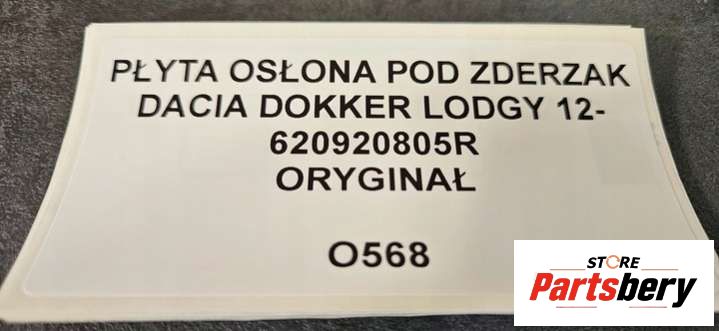 PŁYTA OSŁONA POD ZDERZAK
DACIA DOKKER LODGY 12-
620920805R
ORYGINAŁ
O568
STORE
Partsbery